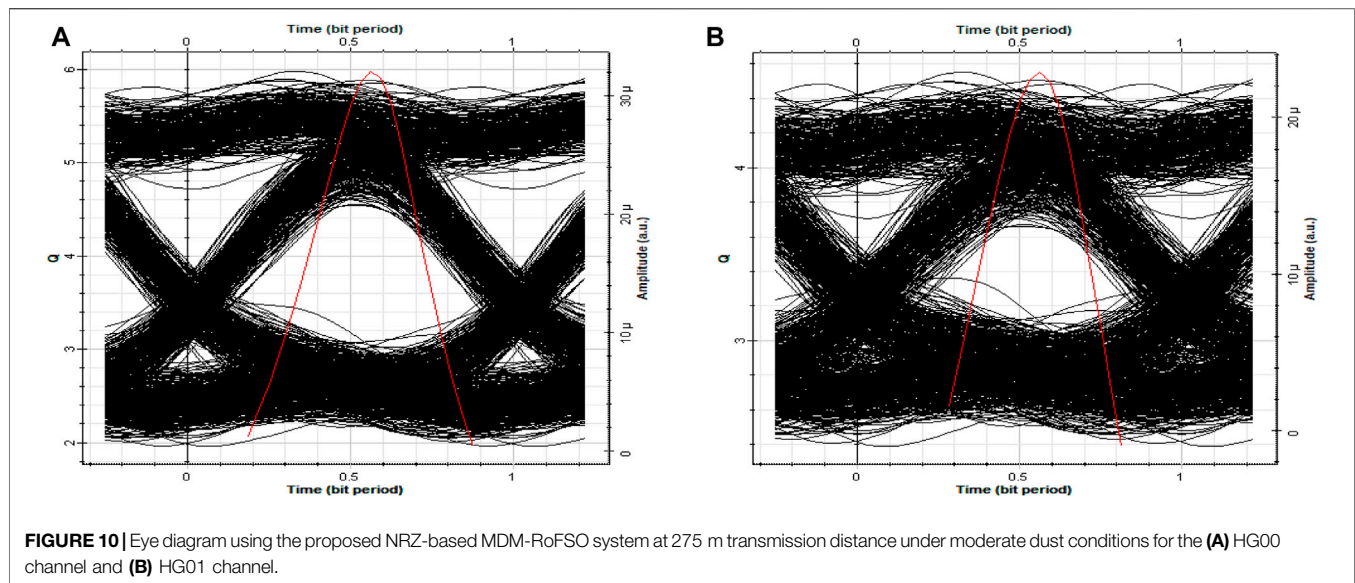 A
Time (bit period)
0 0.5 1
6
5
4
3
2
Q
30 µ
20 µ
10 µ
0
Amplitude (a.u.)
0 0.5 1
Time (bit period)
B
Time (bit period)
0 0.5 1
4
3
Q
20 µ
10 µ
0
Amplitude (a.u.)
0 0.5 1
Time (bit period)
FIGURE 10 | Eye diagram using the proposed NRZ-based MDM-RoFSO system at 275 m transmission distance under moderate dust conditions for the (A) HG00
channel and (B) HG01 channel.